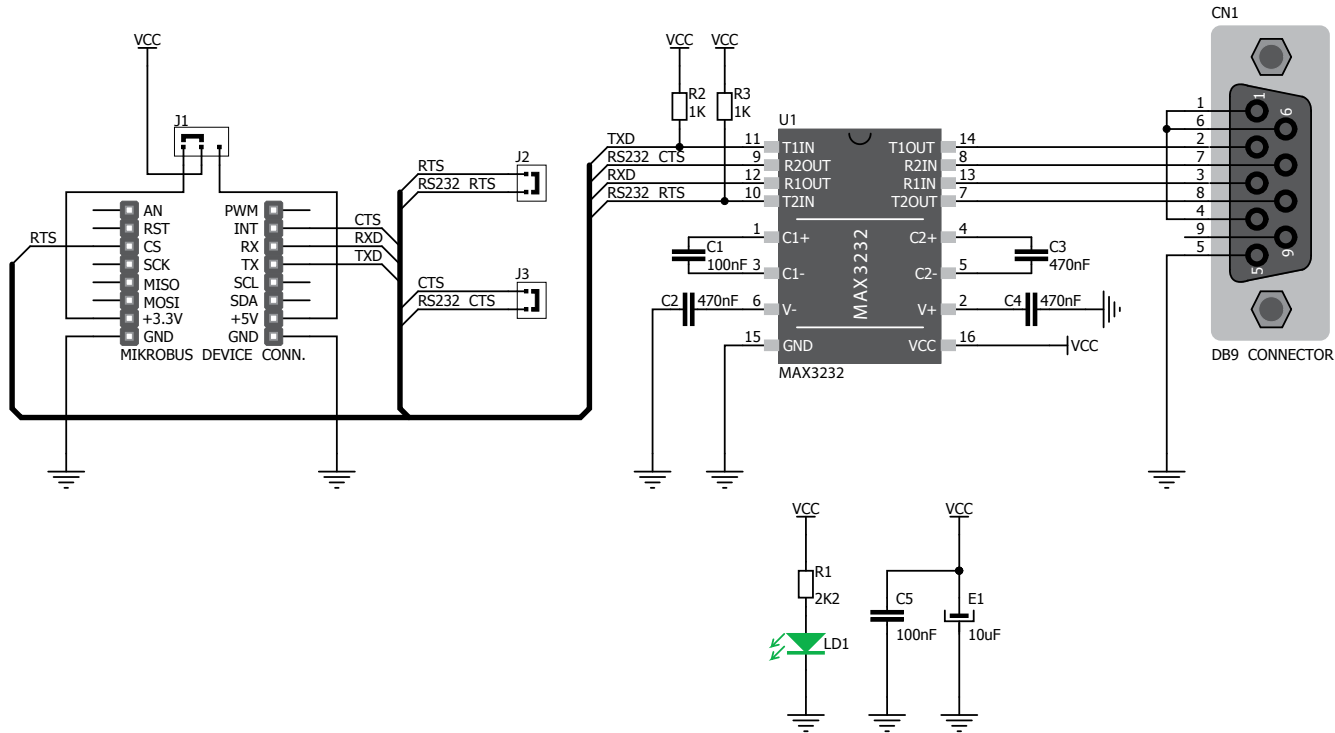 CN1
VCC
VCC
VCC
R2
1K
R3
1K
J1
U1
1
6
2
7
3
8
4
9
5
1
6
9
5
DB9 CONNECTOR
TXD
RS232 CTS
RXD
RS232 RTS
11
9
12
10
T1IN
R2OUT
R1OUT
T2IN
T1OUT
R2IN
R1IN
T2OUT
14
8
13
7
J2
RTS
RS232 RTS
J3
CTS
RS232 CTS
RTS
AN
RST
CS
SCK
MISO
MOSI
+3.3V
GND
PWM
INT
RX
TX
SCL
SDA
+5V
GND
CTS
RXD
TXD
MIKROBUS DEVICE CONN.
1
C1+
C1
100nF
3
C1-
C2
470nF
6
V-
15
GND
MAX3232
C2+
4
C3
470nF
C2-
5
V+
2
C4
470nF
VCC
16
VCC
MAX3232
VCC
R1
2K2
LD1
VCC
C5
100nF
E1
10uF